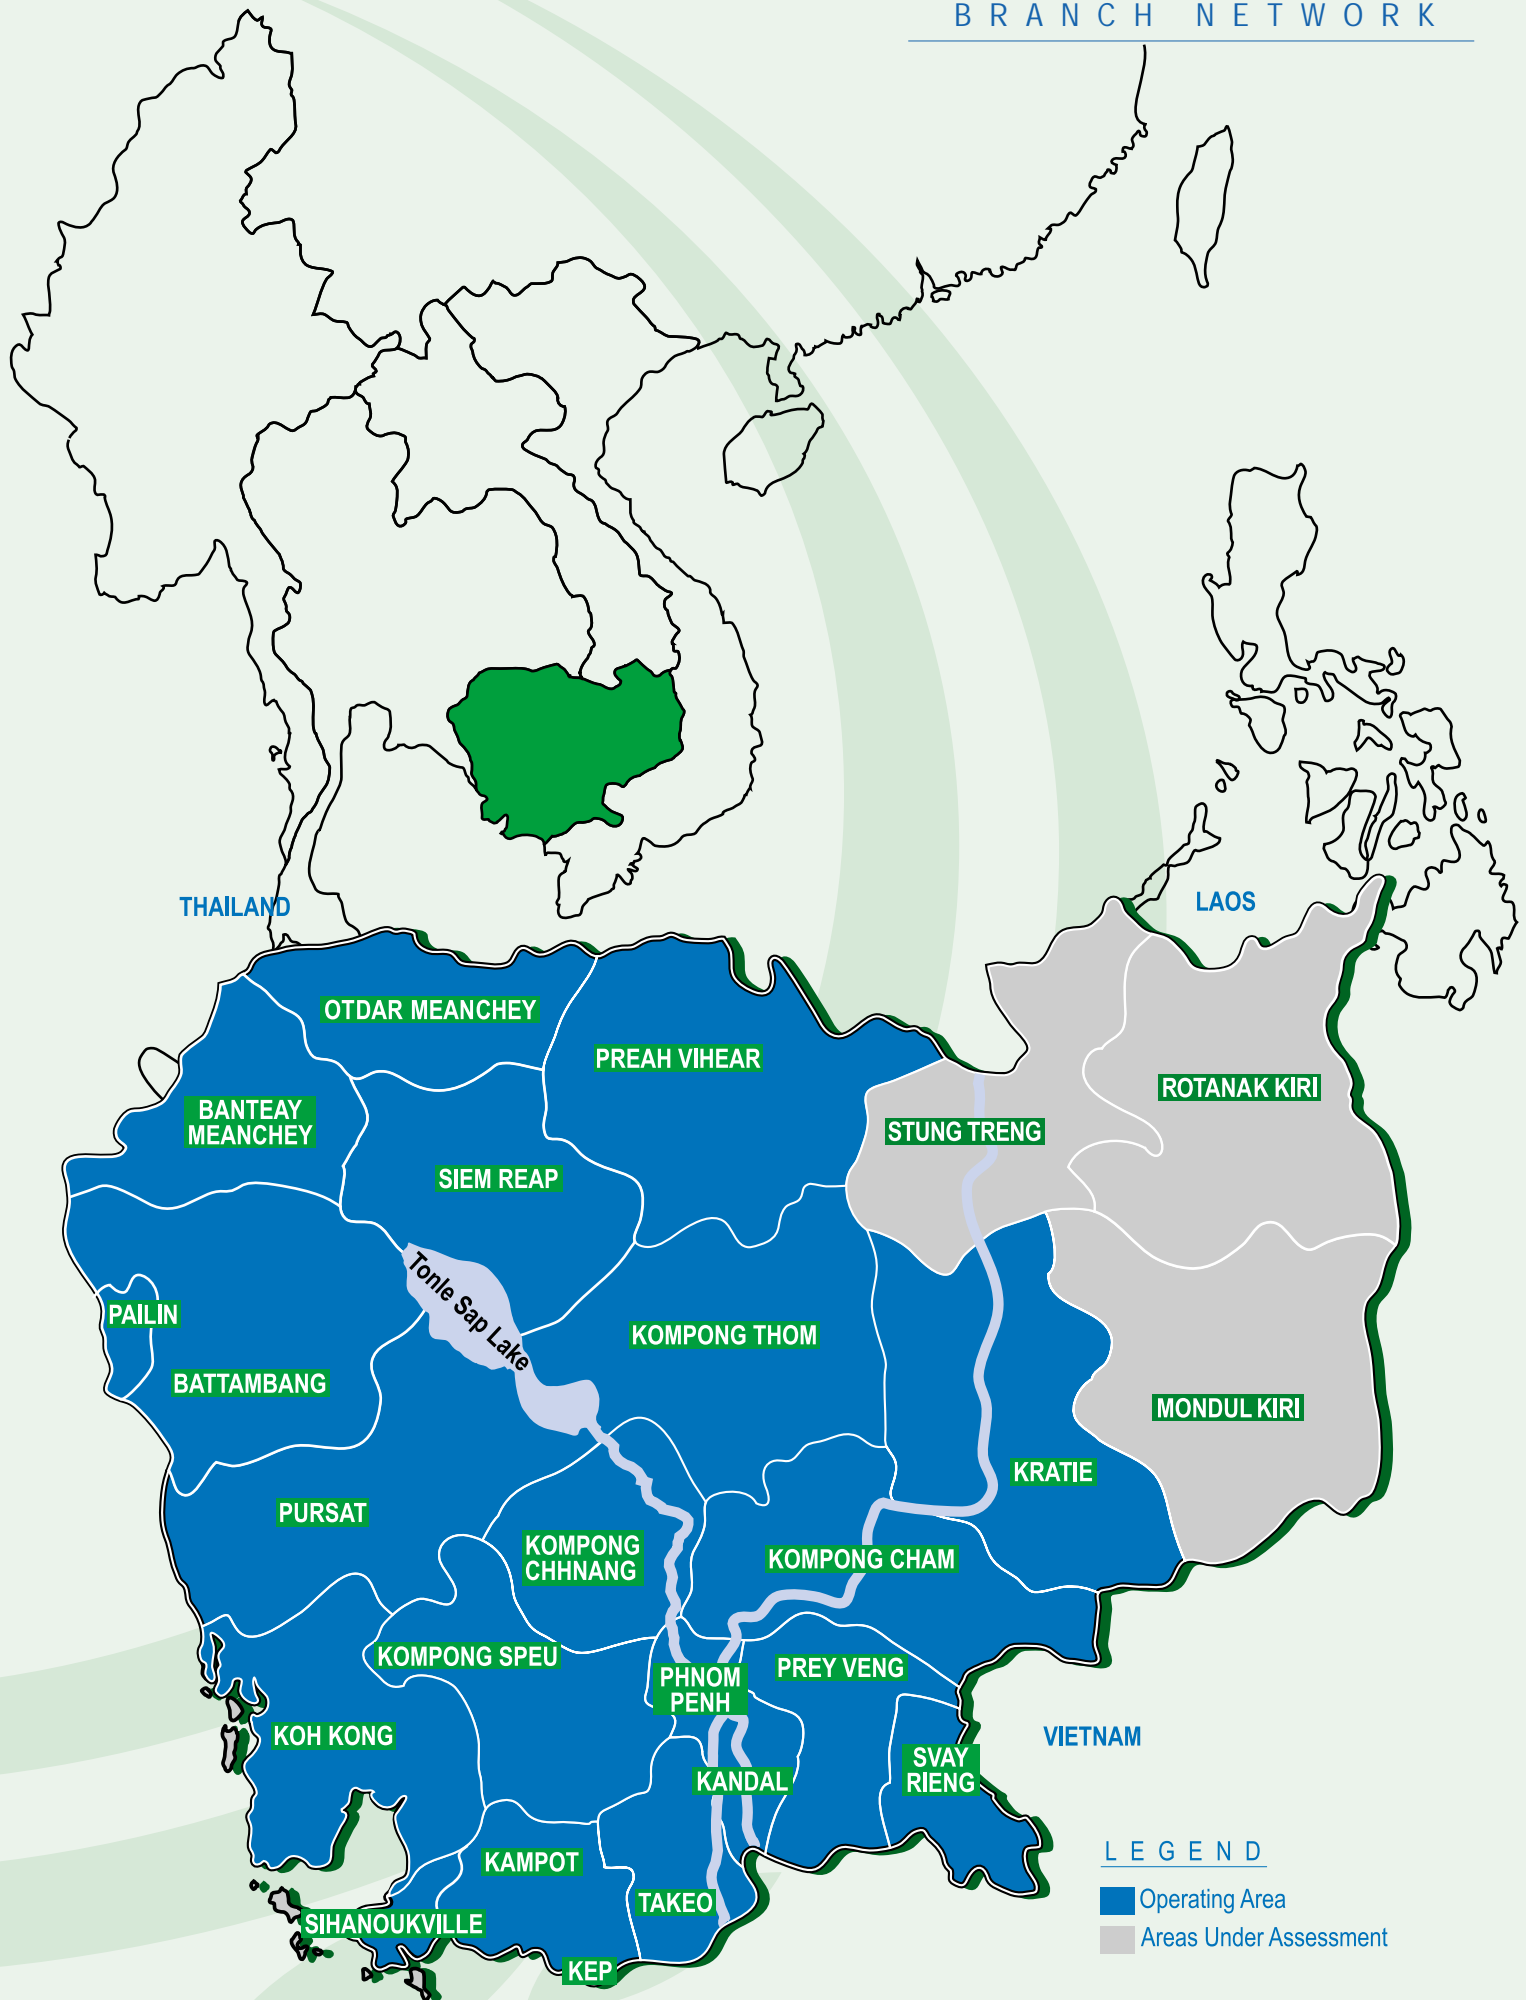 BRANCH NETWORK
THAILAND
LAOS
OTDAR MEANCHEY
PREAH VIHEAR
ROTANAK KIRI
BANTEAY
MEANCHEY
STUNG TRENG
SIEM REAP
Tonle Sap Lake
PAILIN
KOMPONG THOM
BATTAMBANG
MONDUL KIRI
KRATIE
PURSAT
KOMPONG
CHHNANG
KOMPONG CHAM
KOMPONG SPEU
PHNOM
PENH
PREY VENG
KOH KONG
VIETNAM
SVAY
RIENG
KANDAL
KAMPOT
TAKEO
SIHANOUKVILLE
KEP
LEGEND
Operating Area
Areas Under Assessment